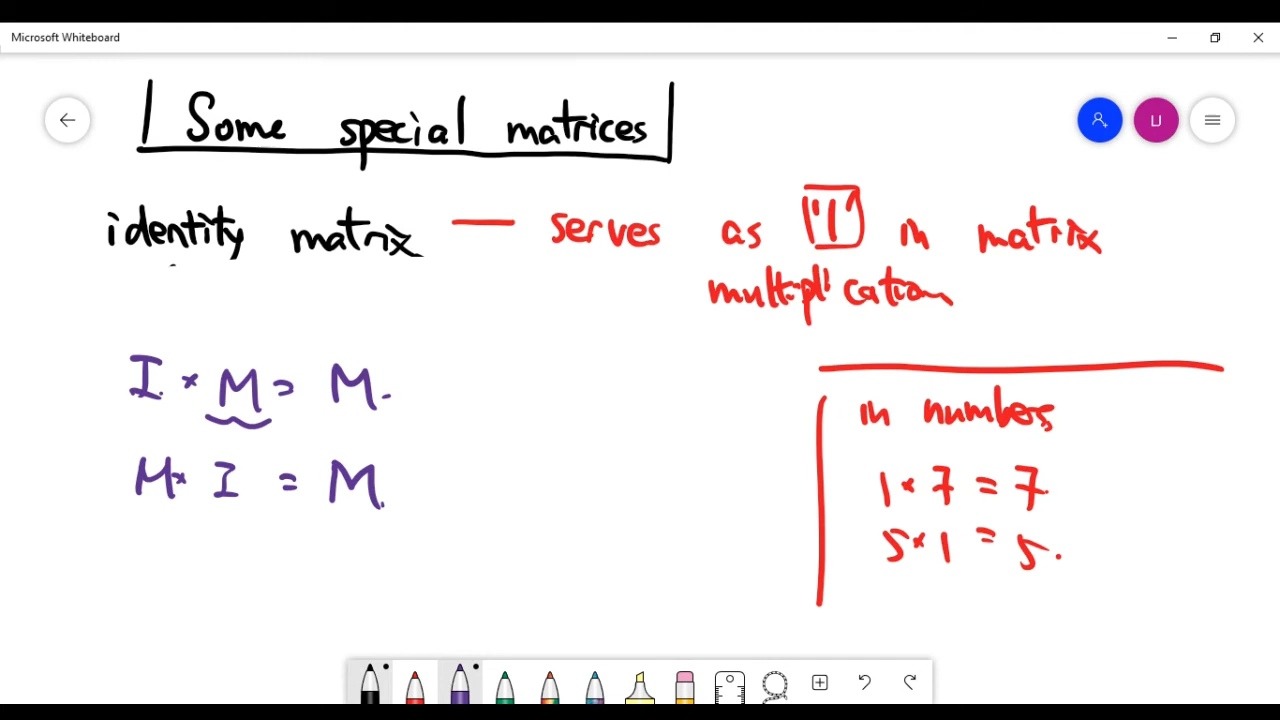 Microsoft Whiteboard
Some special matrices
identity matrix — serves as "1" in matrix
multiplication
I × M = M.
M × I = M.
in numbers
1 × 7 = 7.
5 × 1 = 5.